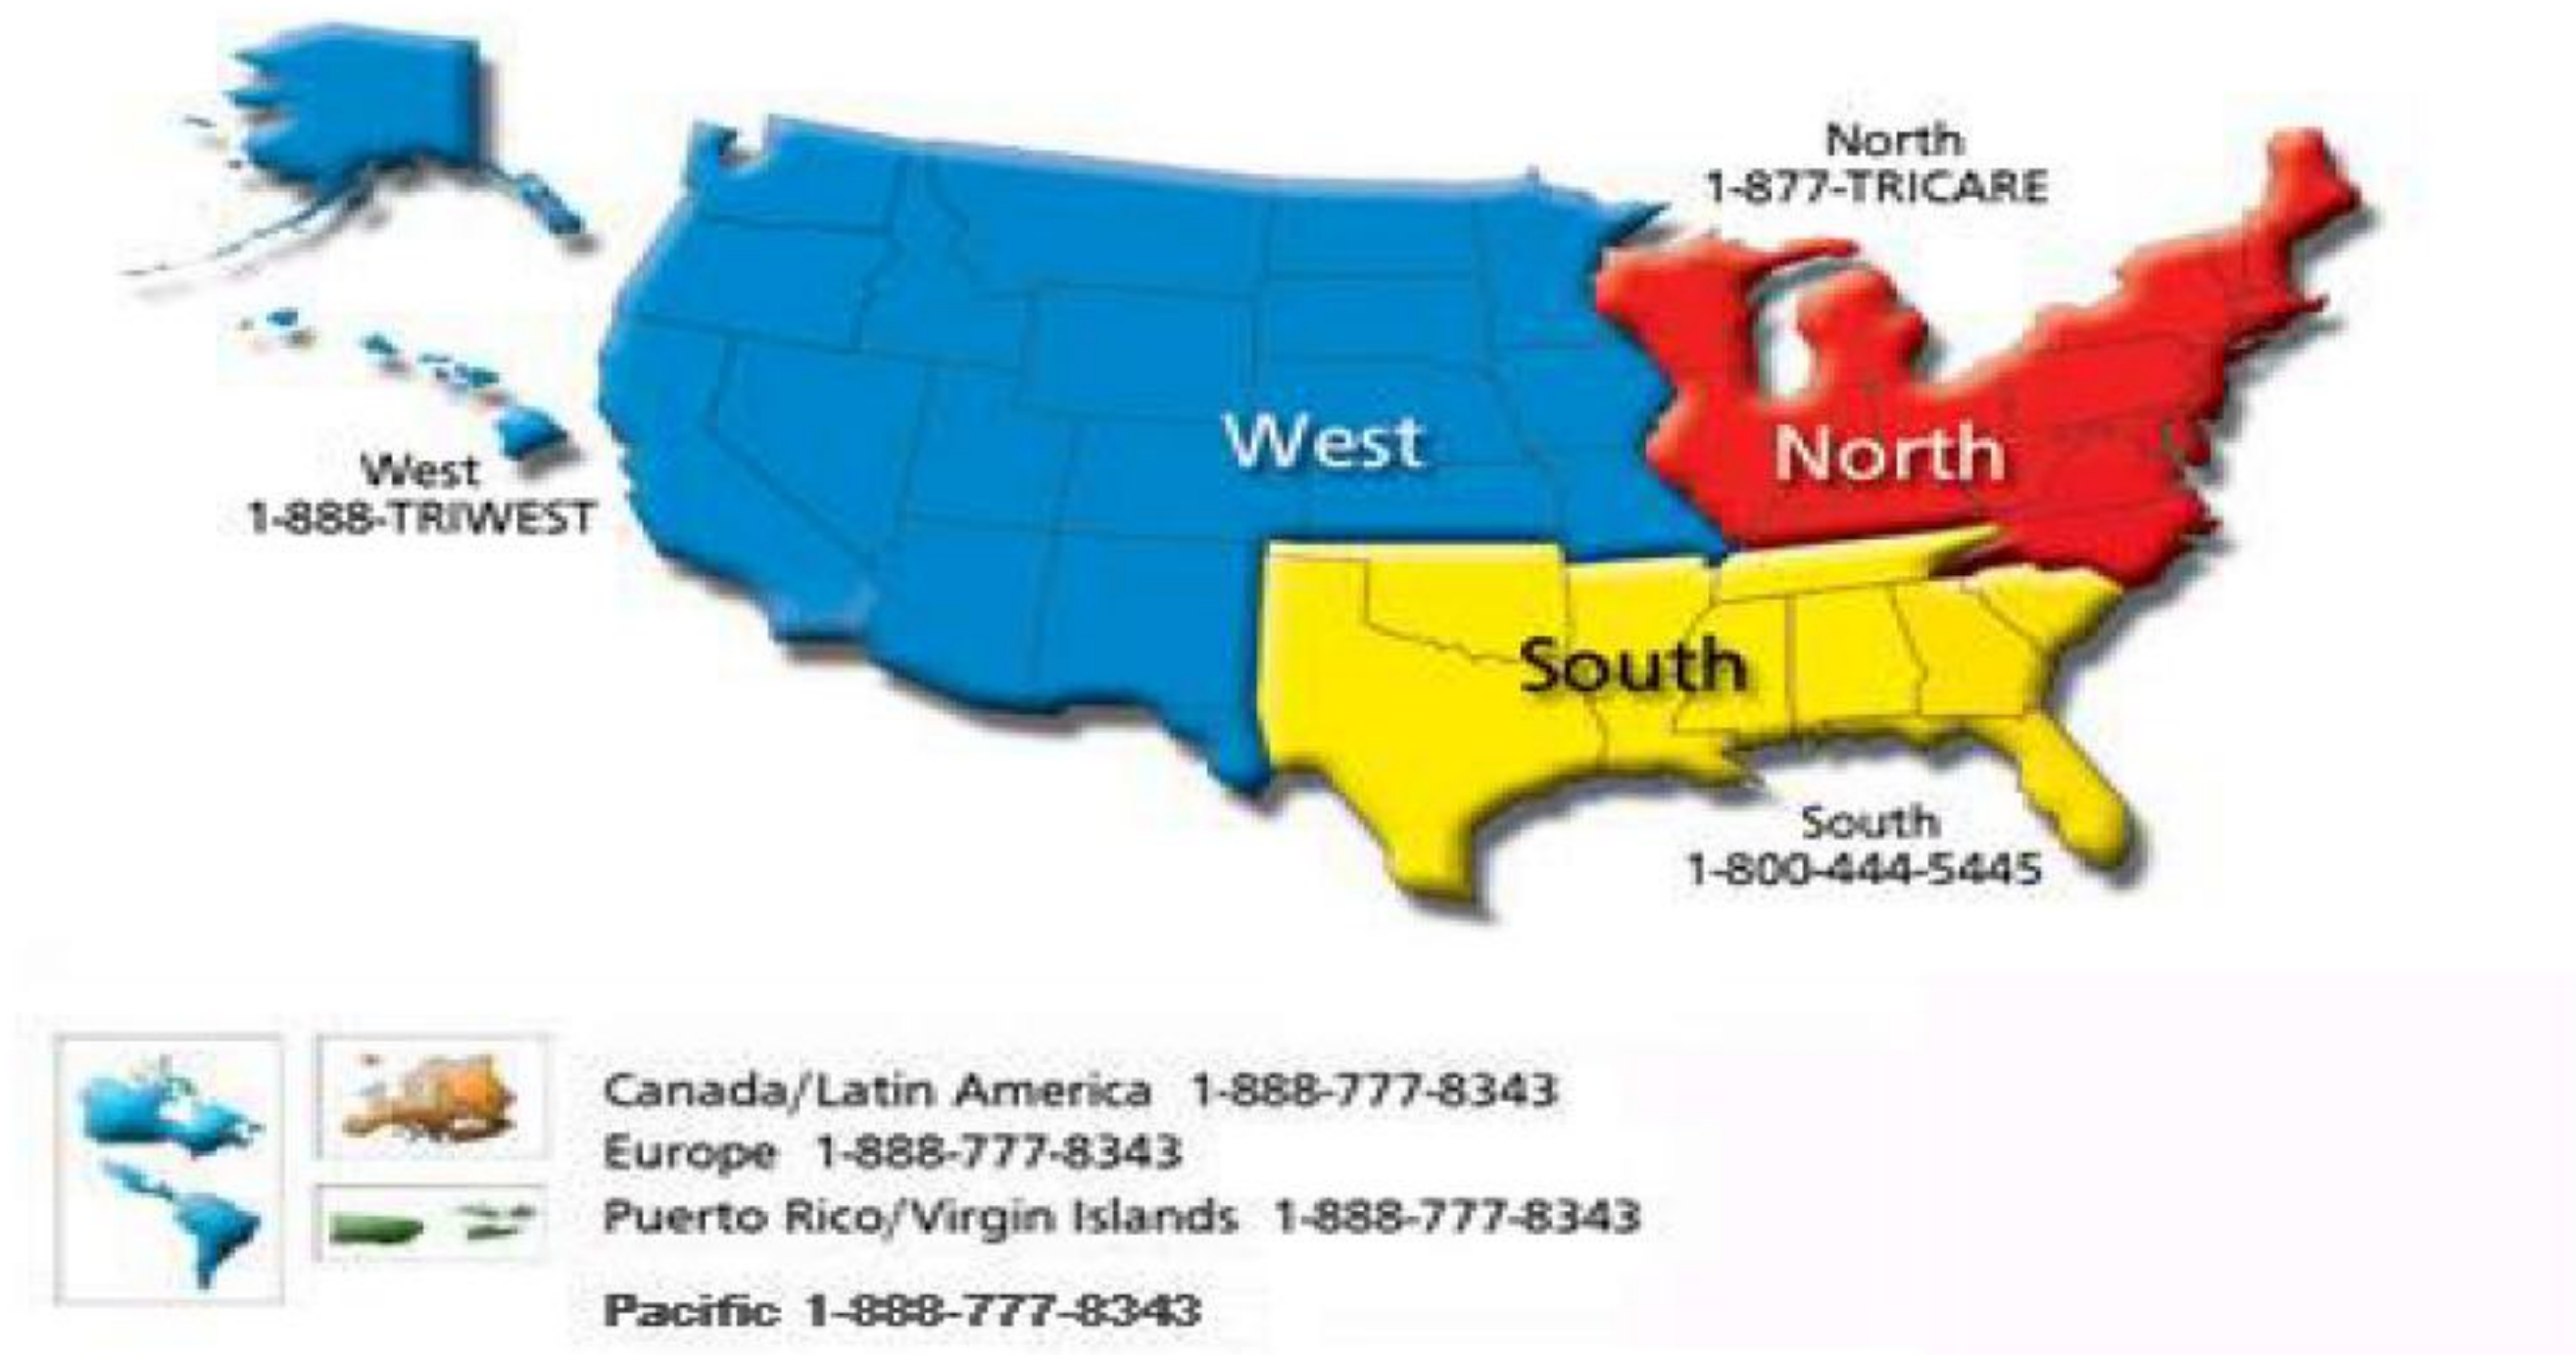 North
1-877-TRICARE
West
North
West
1-888-TRIWEST
South
South
1-800-444-5445
Canada/Latin America 1-888-777-8343
Europe 1-888-777-8343
Puerto Rico/Virgin Islands 1-888-777-8343
Pacific 1-888-777-8343